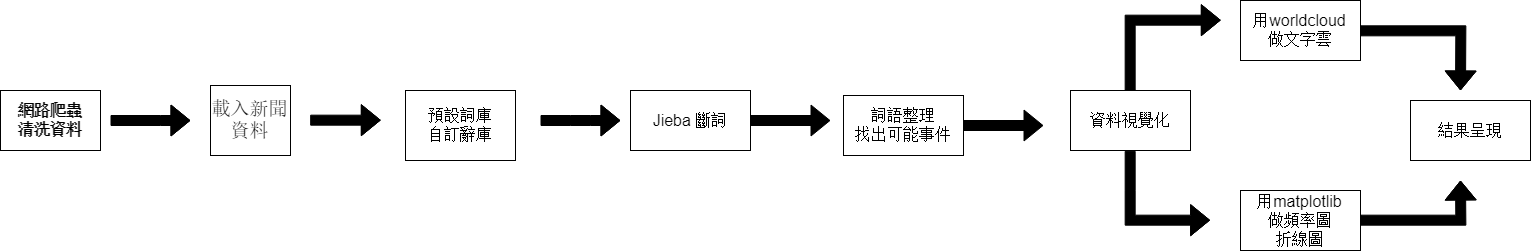 網路爬蟲
清洗資料
載入新聞
資料
預設詞庫
自訂辭庫
Jieba 斷詞
詞語整理
找出可能事件
資料視覺化
用worldcloud
做文字雲
用matplotlib
做頻率圖
折線圖
結果呈現